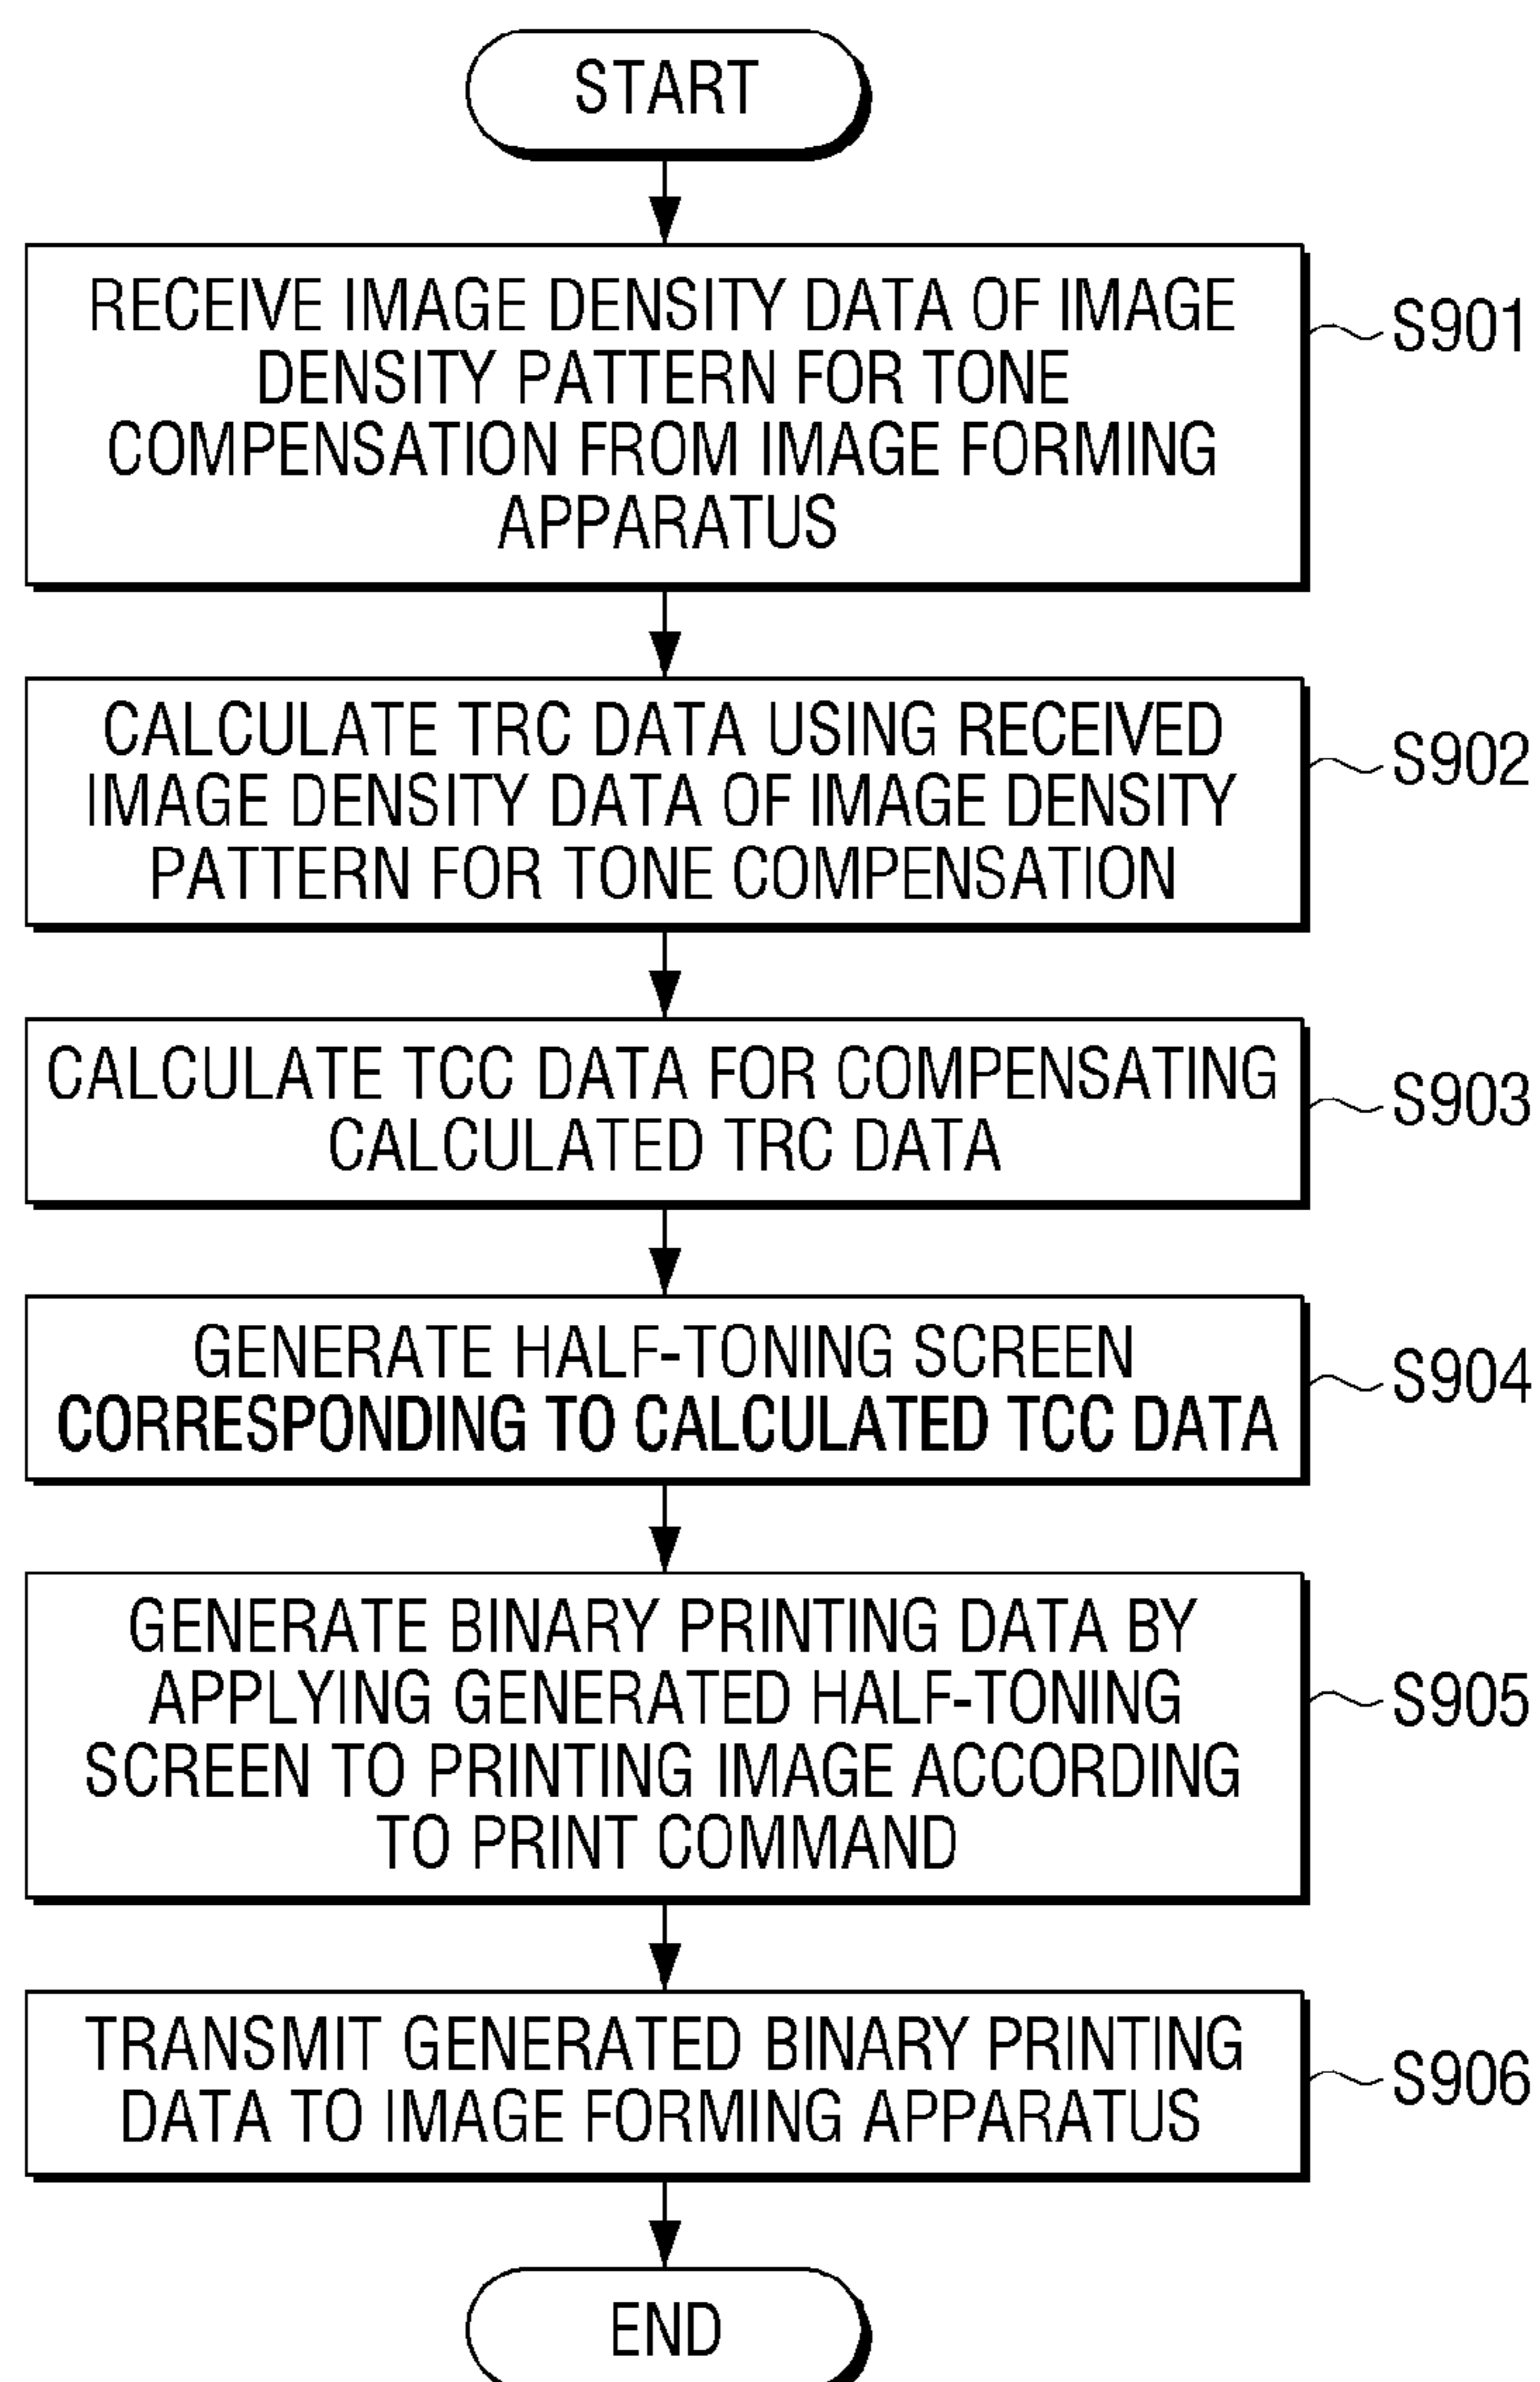 START
RECEIVE IMAGE DENSITY DATA OF IMAGE
DENSITY PATTERN FOR TONE
COMPENSATION FROM IMAGE FORMING
APPARATUS
S901
CALCULATE TRC DATA USING RECEIVED
IMAGE DENSITY DATA OF IMAGE DENSITY
PATTERN FOR TONE COMPENSATION
S902
CALCULATE TCC DATA FOR COMPENSATING
CALCULATED TRC DATA
S903
GENERATE HALF-TONING SCREEN
CORRESPONDING TO CALCULATED TCC DATA
S904
GENERATE BINARY PRINTING DATA BY
APPLYING GENERATED HALF-TONING
SCREEN TO PRINTING IMAGE ACCORDING
TO PRINT COMMAND
S905
TRANSMIT GENERATED BINARY PRINTING
DATA TO IMAGE FORMING APPARATUS
S906
END